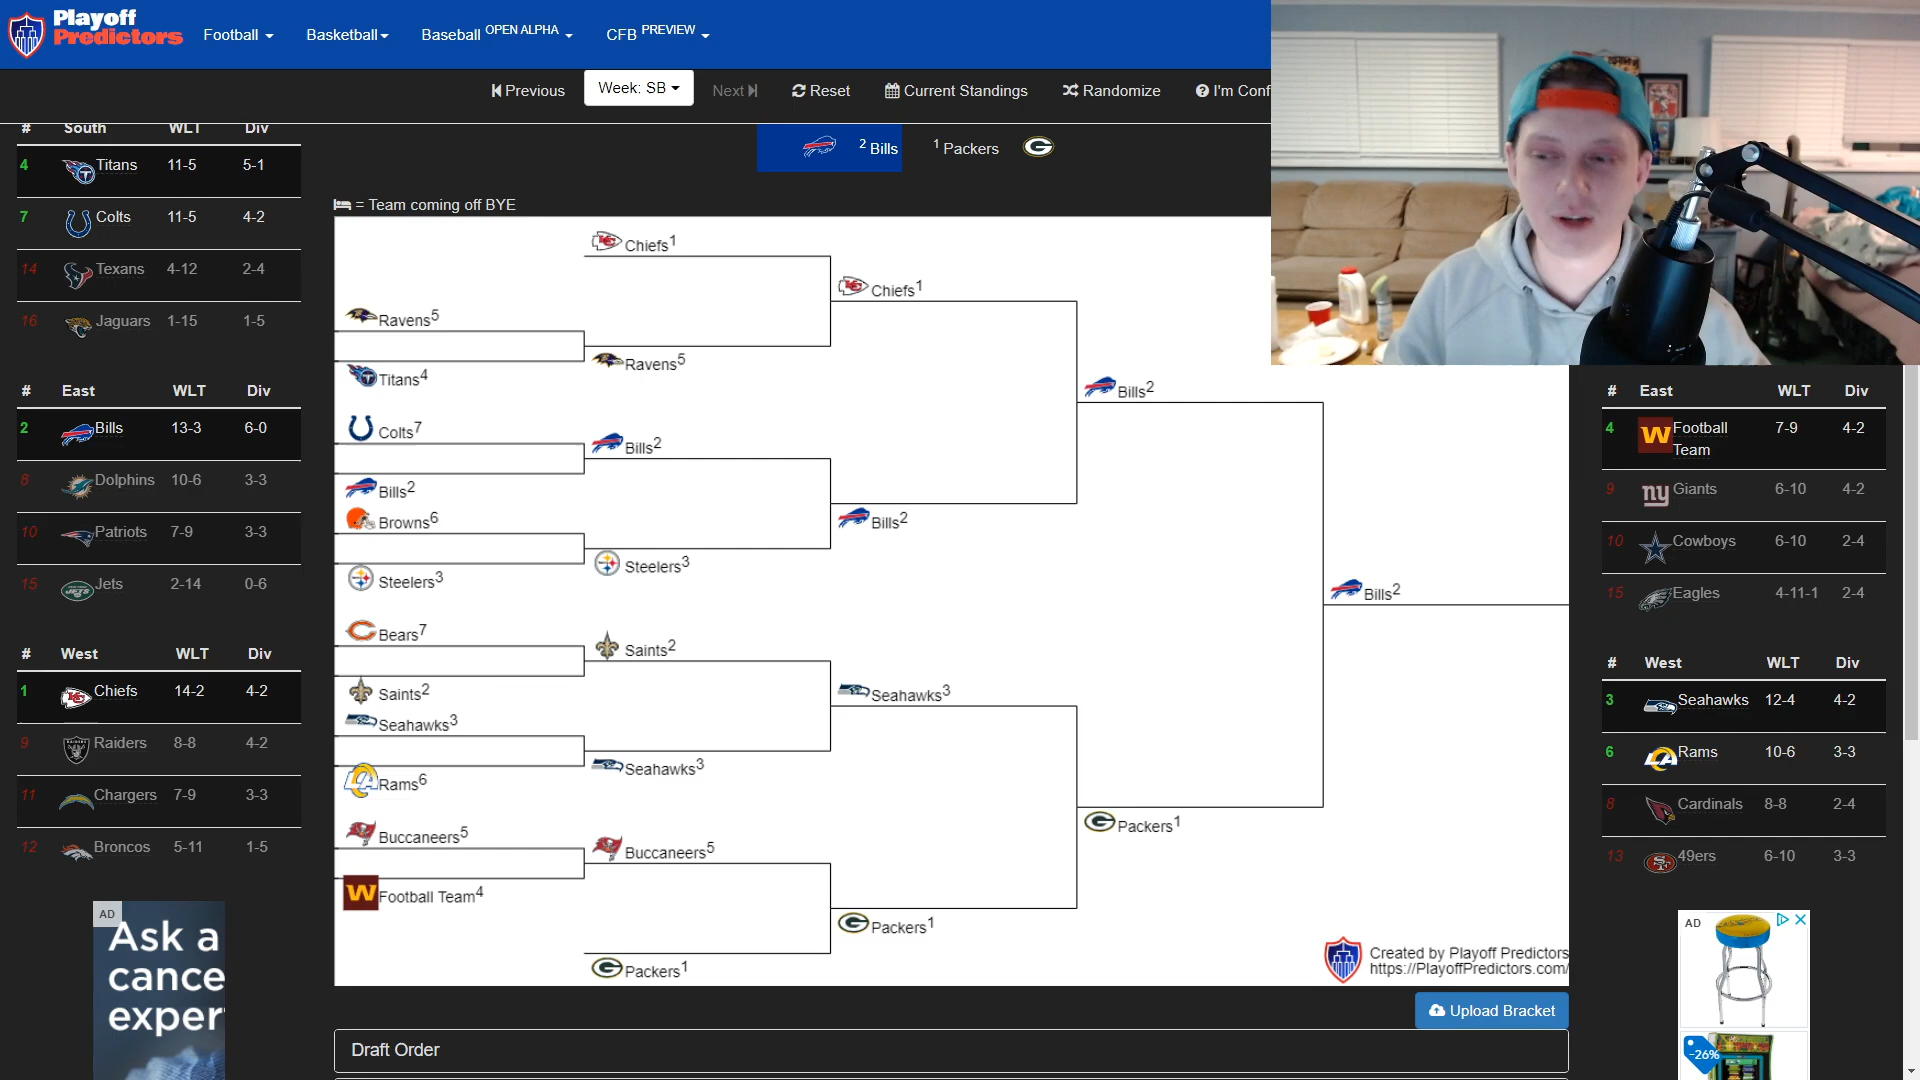 Playoff
Predictors
Football
Basketball
Baseball OPEN ALPHA
CFB PREVIEW
Previous
Week: SB
Next
Reset
Current Standings
Randomize
I'm Conf
# South WLT Div
4 Titans 11-5 5-1
7 Colts 11-5 4-2
14 Texans 4-12 2-4
16 Jaguars 1-15 1-5
# East WLT Div
2 Bills 13-3 6-0
8 Dolphins 10-6 3-3
10 Patriots 7-9 3-3
15 Jets 2-14 0-6
# West WLT Div
1 Chiefs 14-2 4-2
9 Raiders 8-8 4-2
11 Chargers 7-9 3-3
12 Broncos 5-11 1-5
AD
Ask a
cance
exper
2 Bills
1 Packers
= Team coming off BYE
Ravens5
Titans4
Colts7
Bills2
Browns6
Steelers3
Bears7
Saints2
Seahawks3
Rams6
Buccaneers5
Football Team4
Chiefs1
Ravens5
Bills2
Steelers3
Saints2
Seahawks3
Buccaneers5
Packers1
Chiefs1
Bills2
Seahawks3
Packers1
Bills2
Packers1
Bills2
Created by Playoff Predictors
https://PlayoffPredictors.com/
Upload Bracket
Draft Order
# East WLT Div
4 Football
Team 7-9 4-2
9 Giants 6-10 4-2
10 Cowboys 6-10 2-4
15 Eagles 4-11-1 2-4
# West WLT Div
3 Seahawks 12-4 4-2
6 Rams 10-6 3-3
8 Cardinals 8-8 2-4
13 49ers 6-10 3-3
AD
-26%